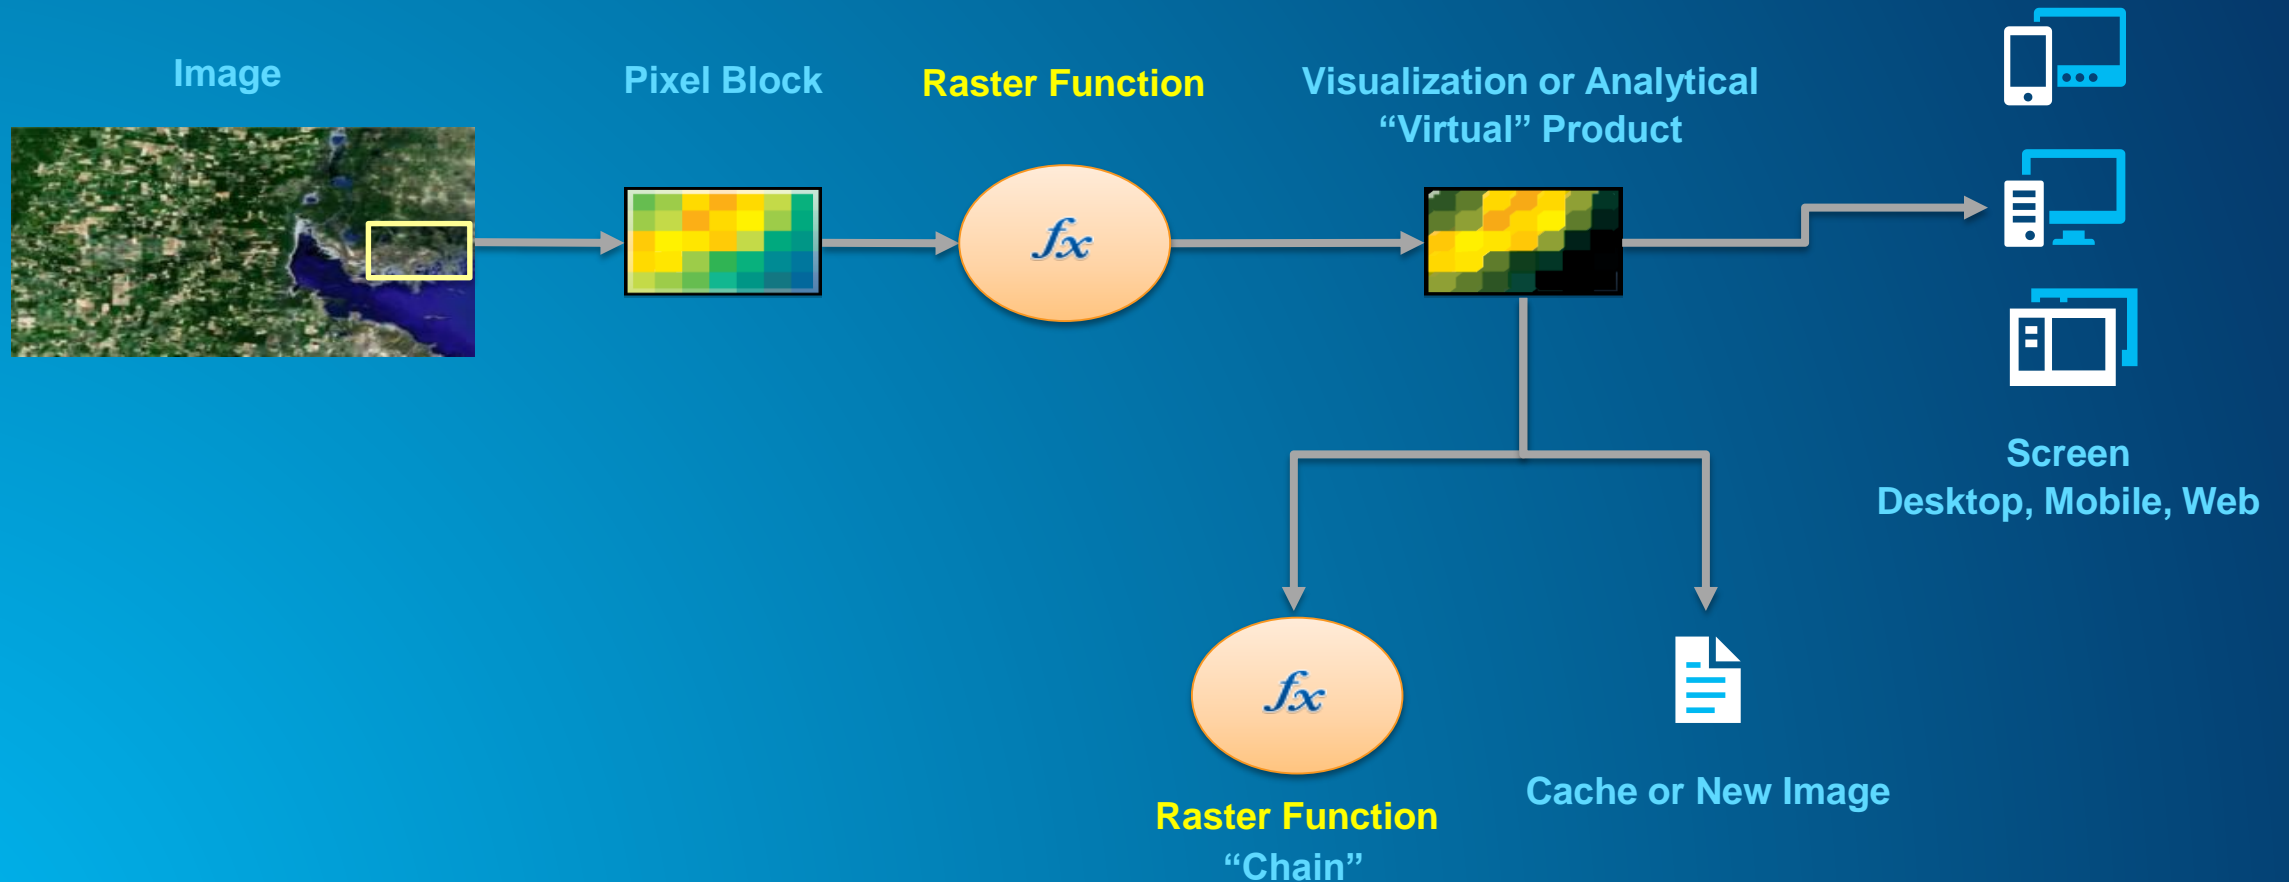 Image
Pixel Block
Raster Function
Visualization or Analytical
“Virtual” Product
fx
Screen
Desktop, Mobile, Web
fx
Raster Function
“Chain”
Cache or New Image